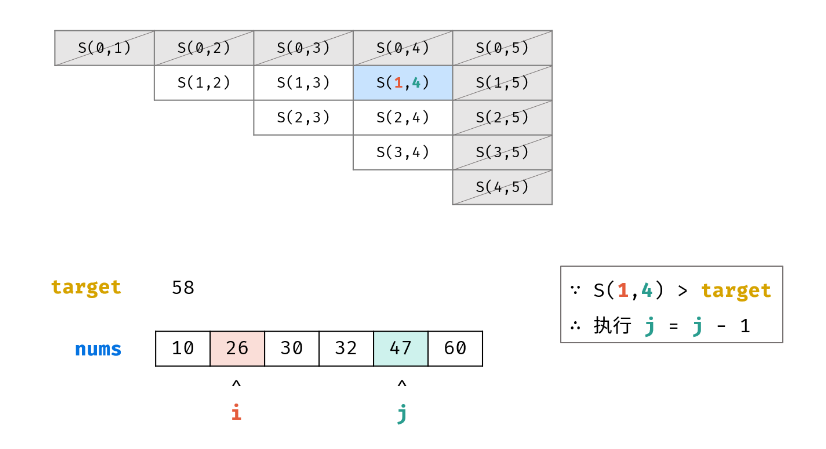 S(0,1) S(0,2) S(0,3) S(0,4) S(0,5)
S(1,2) S(1,3) S(1,4) S(1,5)
S(2,3) S(2,4) S(2,5)
S(3,4) S(3,5)
S(4,5)
target 58
∵ S(1,4) > target
∴ 执行 j = j - 1
nums 10 26 30 32 47 60
^ ^
i j